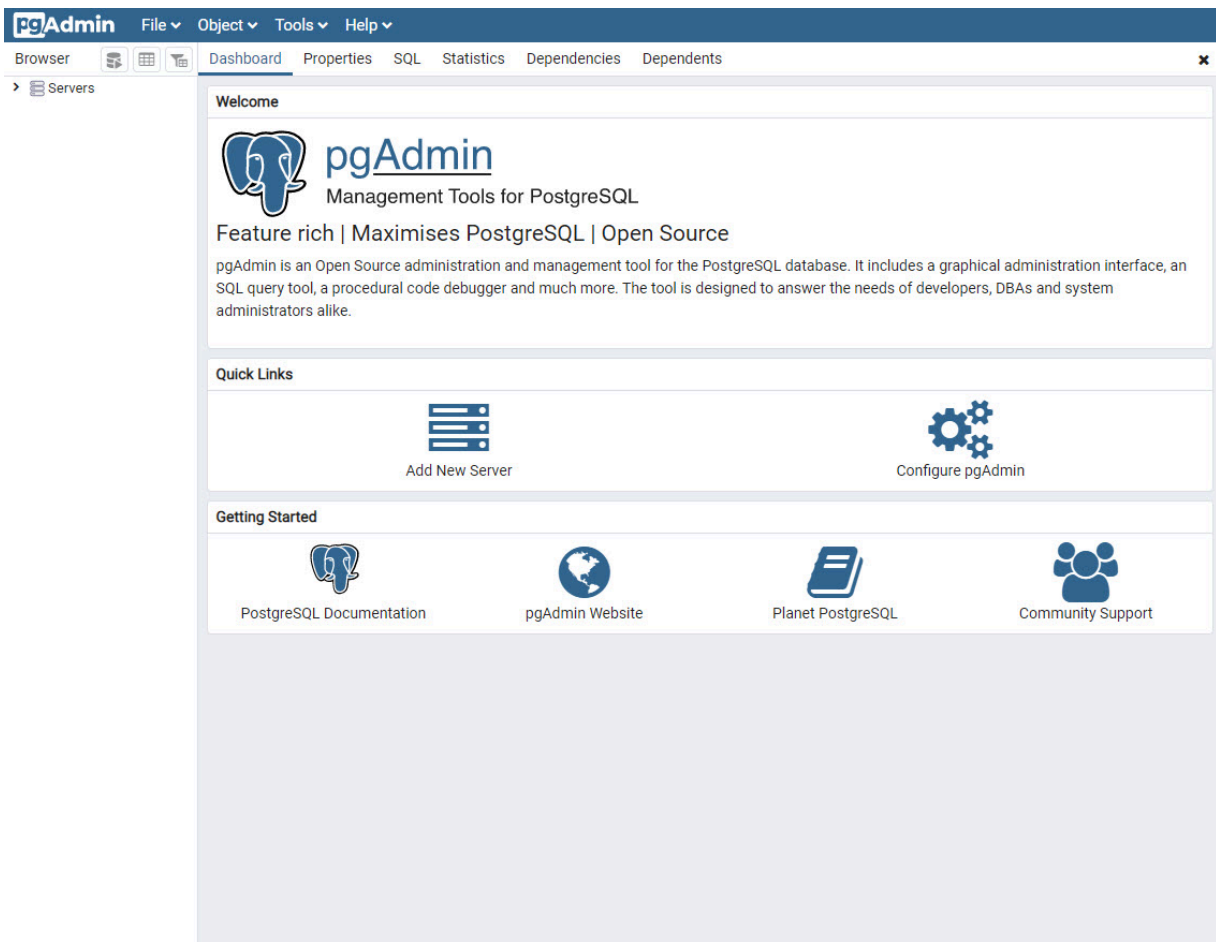 pgAdmin File Object Tools Help
Browser Dashboard Properties SQL Statistics Dependencies Dependents
Servers
Welcome
pgAdmin
Management Tools for PostgreSQL
Feature rich | Maximises PostgreSQL | Open Source
pgAdmin is an Open Source administration and management tool for the PostgreSQL database. It includes a graphical administration interface, an
SQL query tool, a procedural code debugger and much more. The tool is designed to answer the needs of developers, DBAs and system
administrators alike.
Quick Links
Add New Server Configure pgAdmin
Getting Started
PostgreSQL Documentation pgAdmin Website Planet PostgreSQL Community Support